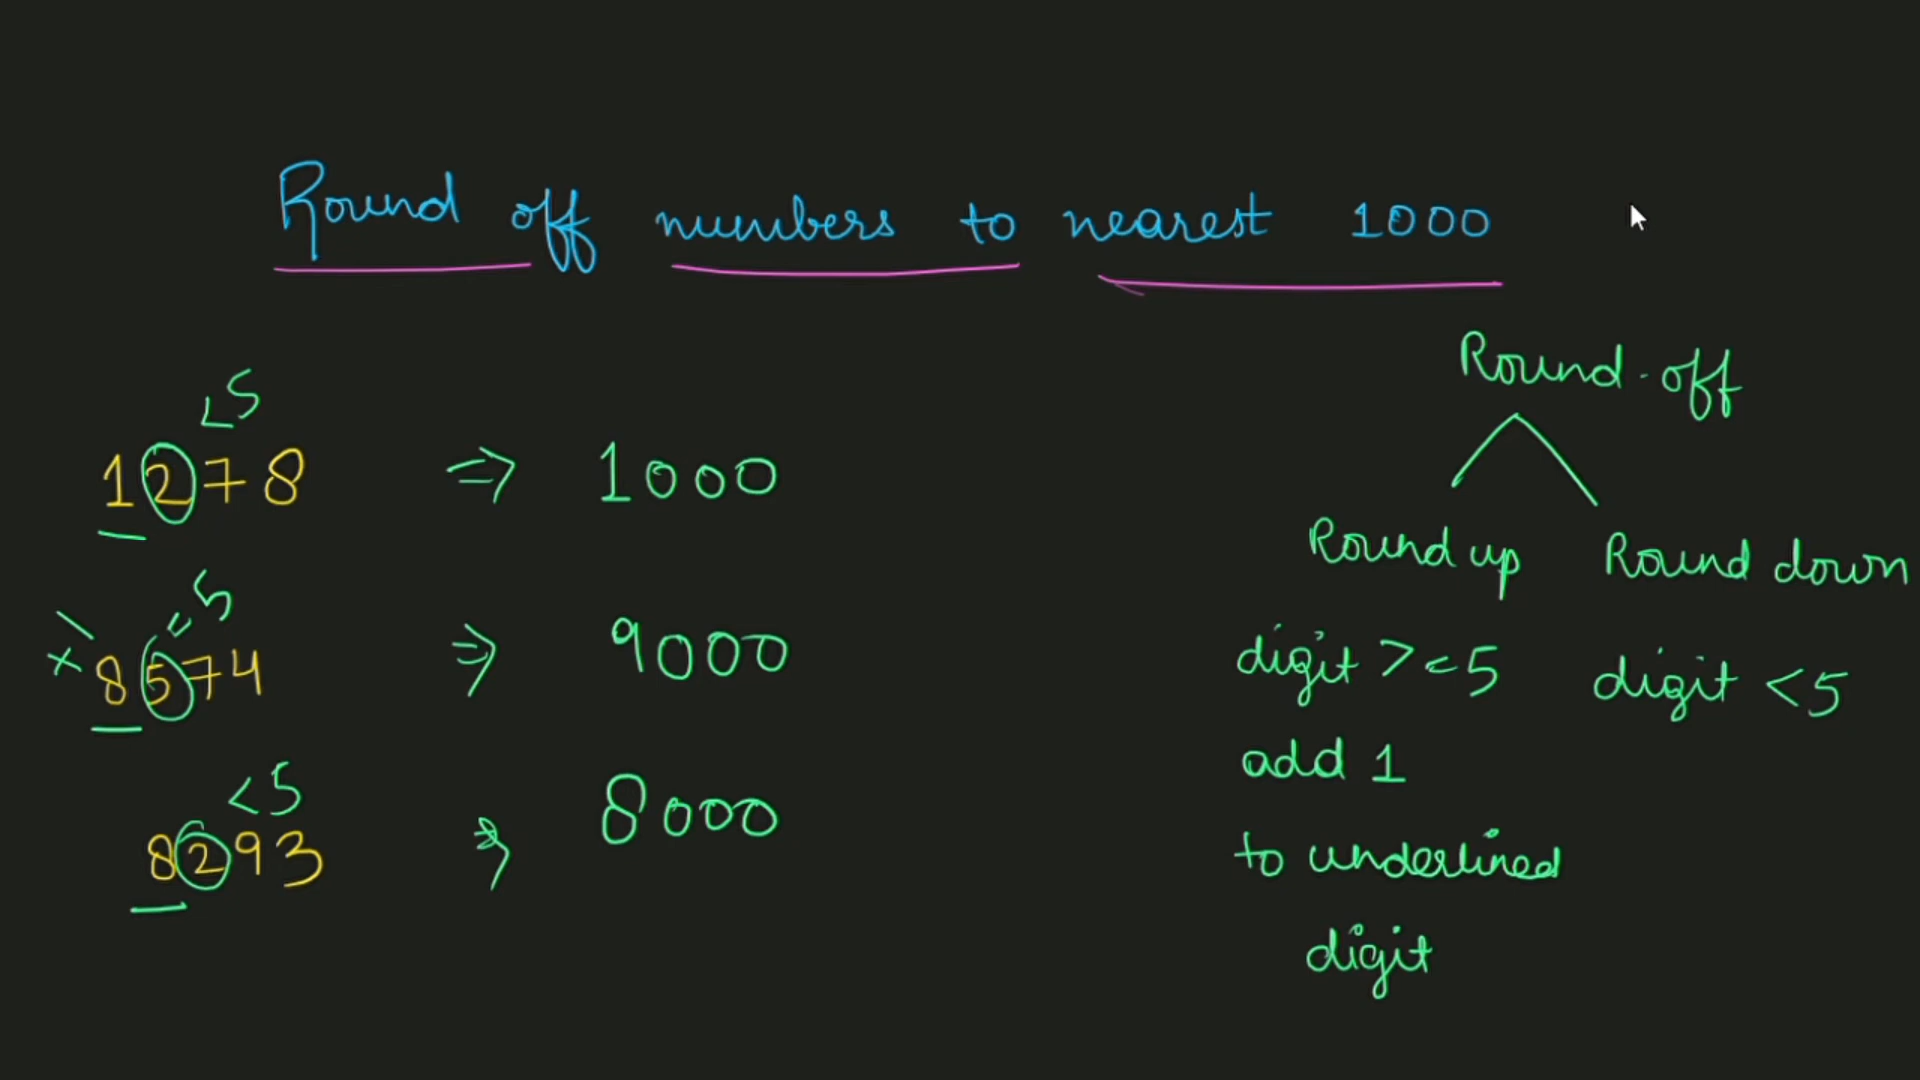 Round off numbers to nearest 1000
Round-off
<5
1278 => 1000
Round up Round down
=5
8574 => 9000
digit >=5 digit <5
add 1
<5
8293 => 8000
to underlined
digit